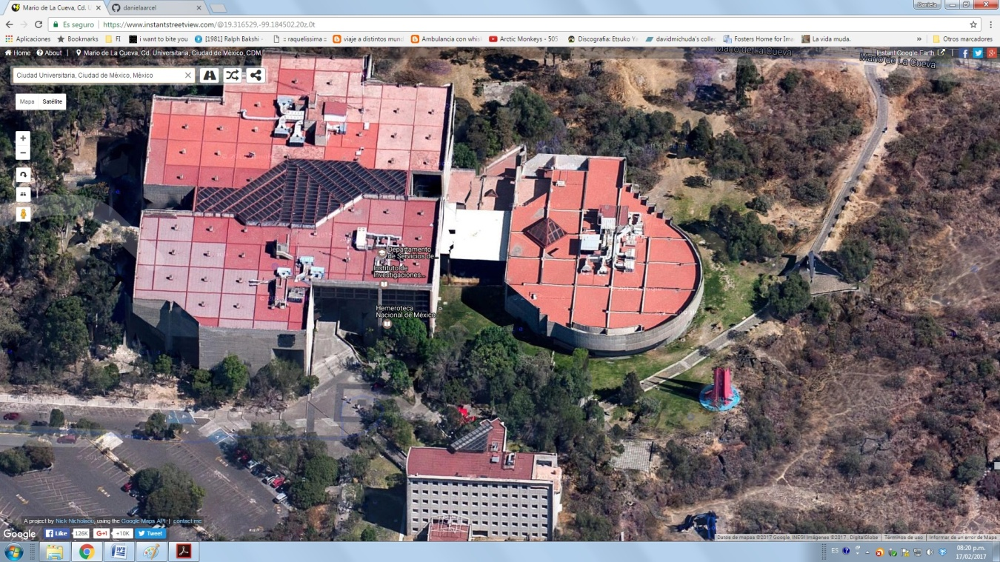 Mario de La Cueva, Cd. U
danielaarcel
Daniela
Es seguro
https://www.instantstreetview.com/@19.316529,-99.184502,20z,0t
Aplicaciones
Bookmarks
FI
i want to bite you
[1981] Ralph Bakshi -
:: raquelissima ::
viaje a distintos mund
Ambulancia con whis
Arctic Monkeys - 505
Discografia: Etsuko Ya
davidmichuda's collec
Fosters Home for Ima
La vida muda.
»
Otros marcadores
Home
About
Mario de La Cueva, Cd. Universitaria, Ciudad de México, CDM
Mario de La Cueva
Instant Google Earth
Mario de La Cueva
Ciudad Universitaria, Ciudad de México, México
Mapa
Satélite
Departamento
de Servicios de...
Instituto de
Investigaciones...
Hemeroteca
Nacional de México
A project by Nick Nicholaou, using the Google Maps API | contact me
Google
Like
126K
G+1
+10K
Tweet
Datos de mapas ©2017 Google, INEGI Imágenes ©2017 , DigitalGlobe
Términos de uso
Informar de un error de Maps
ES
08:20 p.m.
17/02/2017